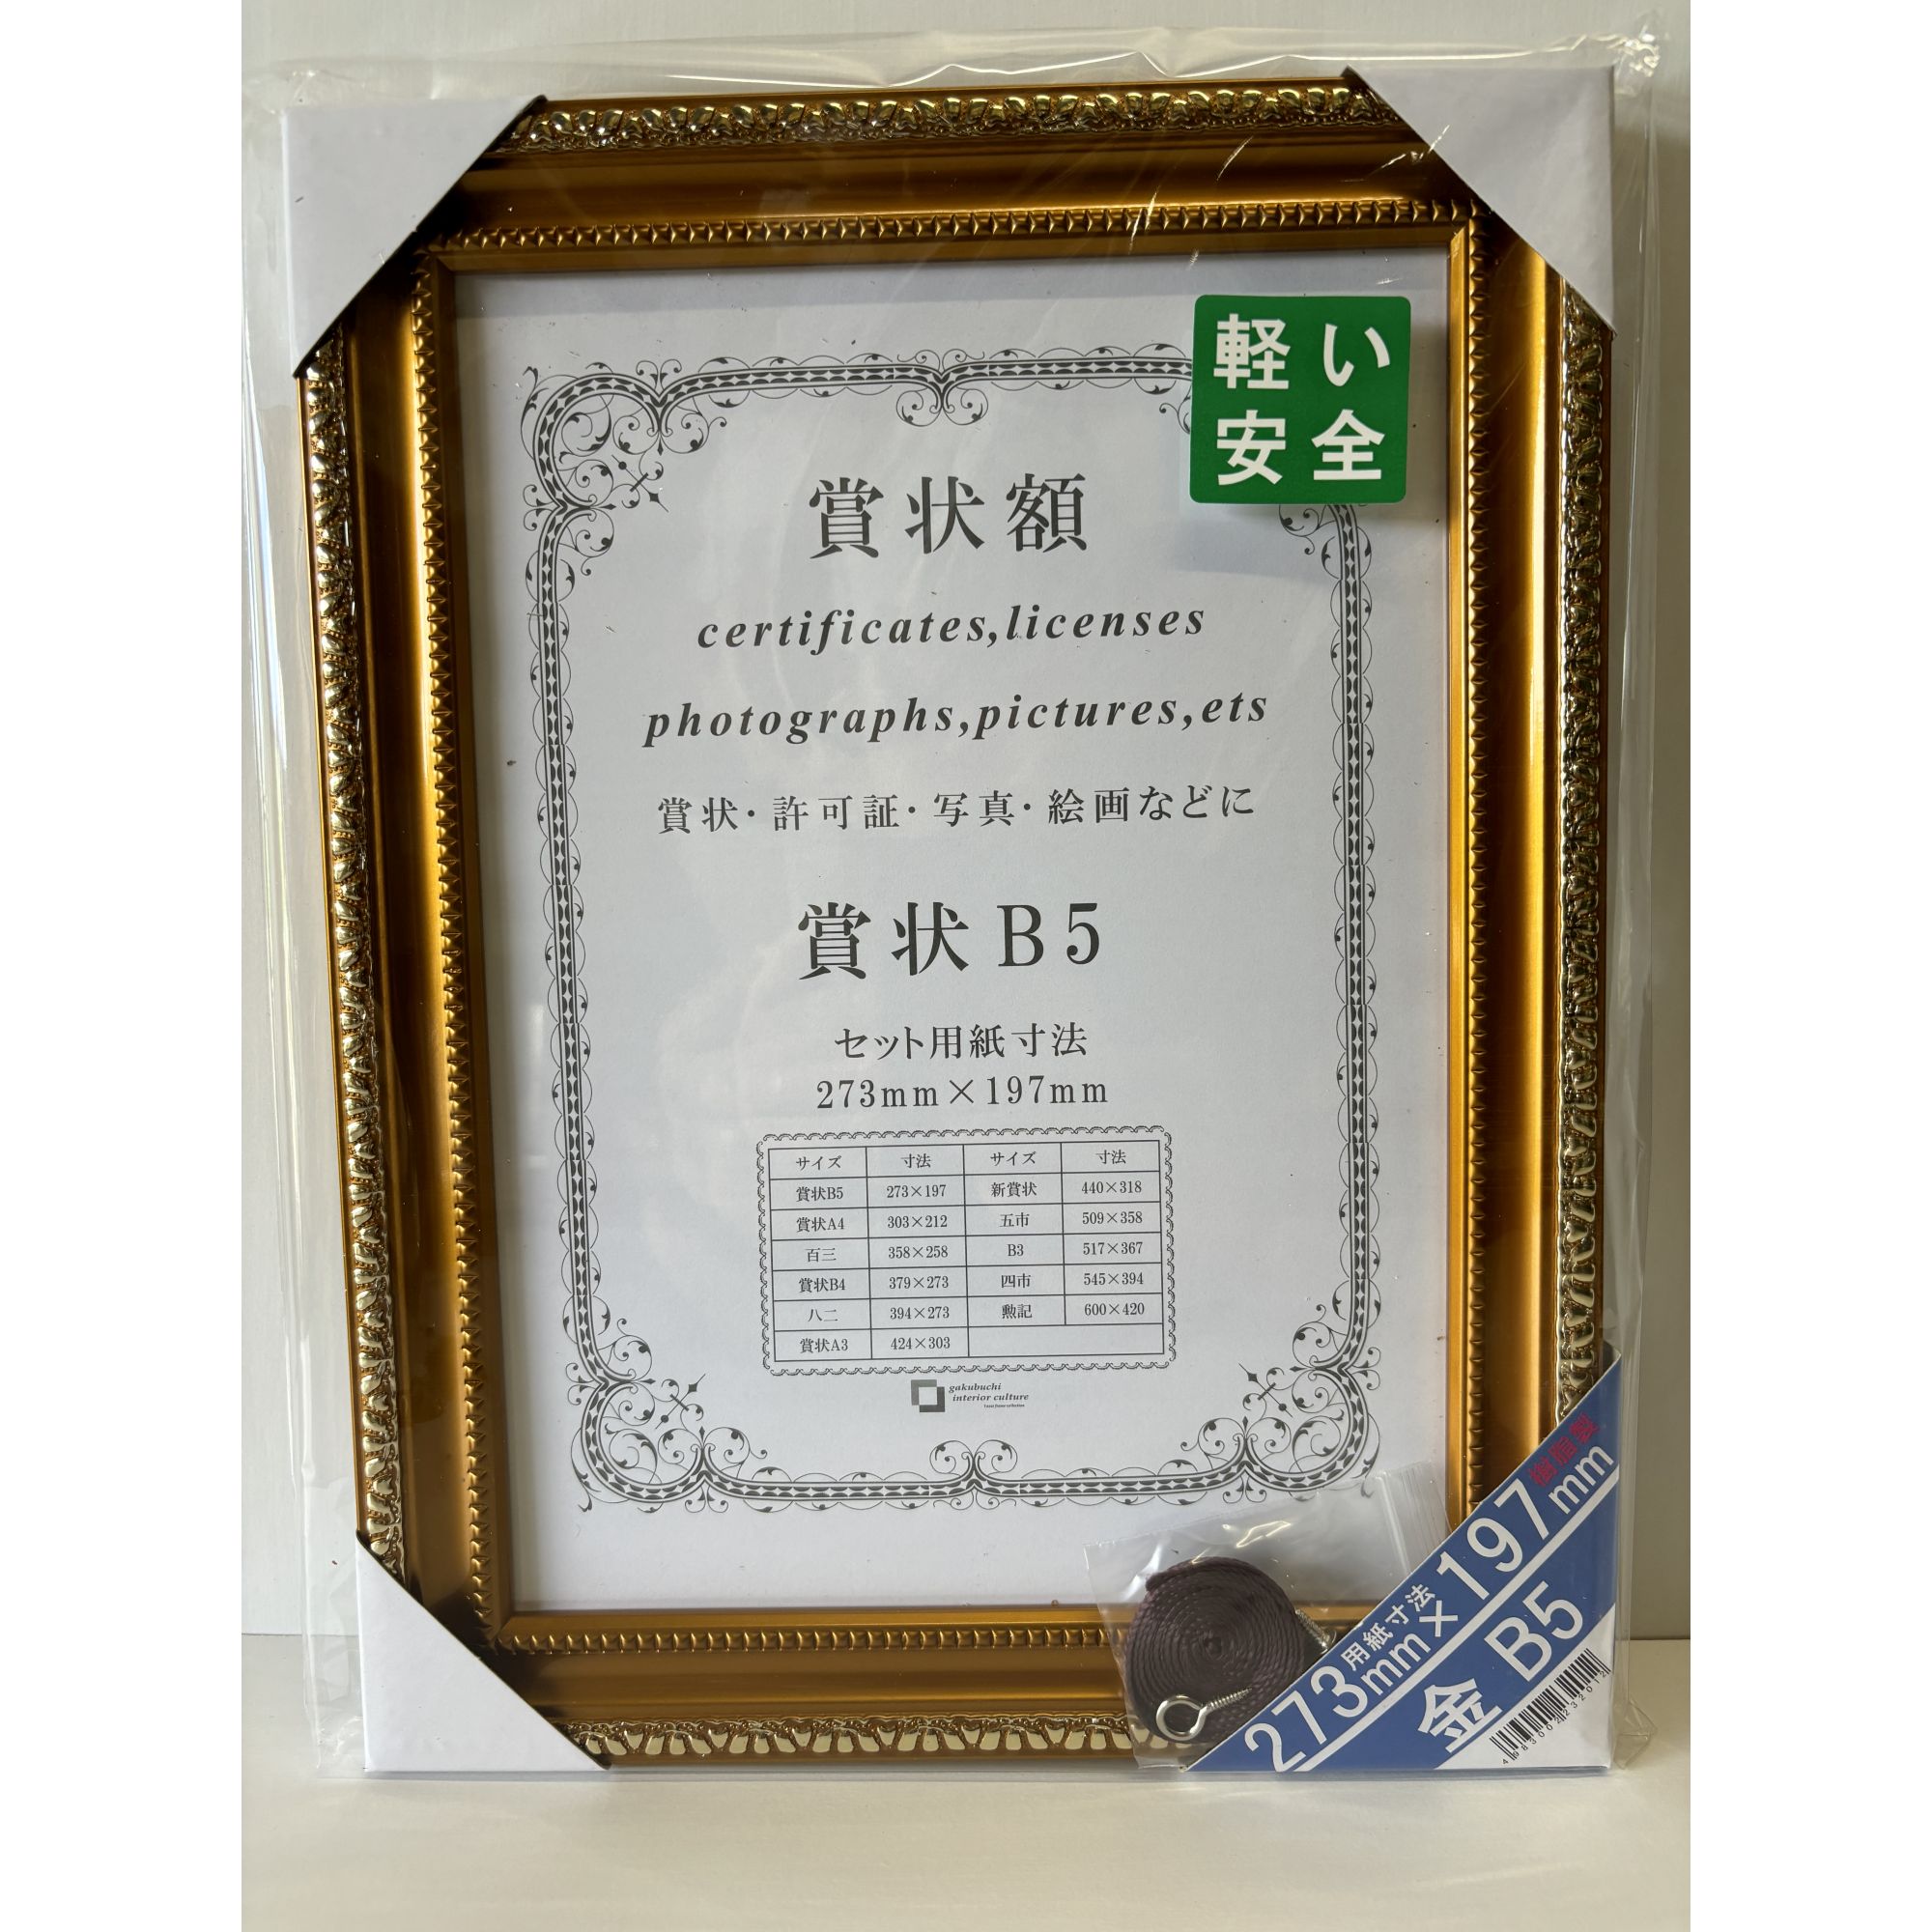 軽い
安全
賞状額
certificates,licenses
photographs,pictures,ets
賞状・許可証・写真・絵画などに
賞状B5
セット用紙寸法
273mm×197mm
サイズ 寸法 サイズ 寸法
賞状B5 273×197 新賞状 440×318
賞状A4 303×212 五市 509×358
百三 358×258 B3 517×367
賞状B4 379×273 四市 545×394
八二 394×273 勲記 600×420
賞状A3 424×303
gakubuchi
interior culture
樹脂製
用紙寸法
273mm×197mm
金 B5